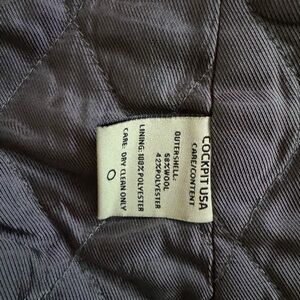 COCKPIT USA
CARE/CONTENT
OUTERSHELL:
58%WOOL
42%POLYESTER
LINING: 100%POLYESTER
CARE: DRY CLEAN ONLY